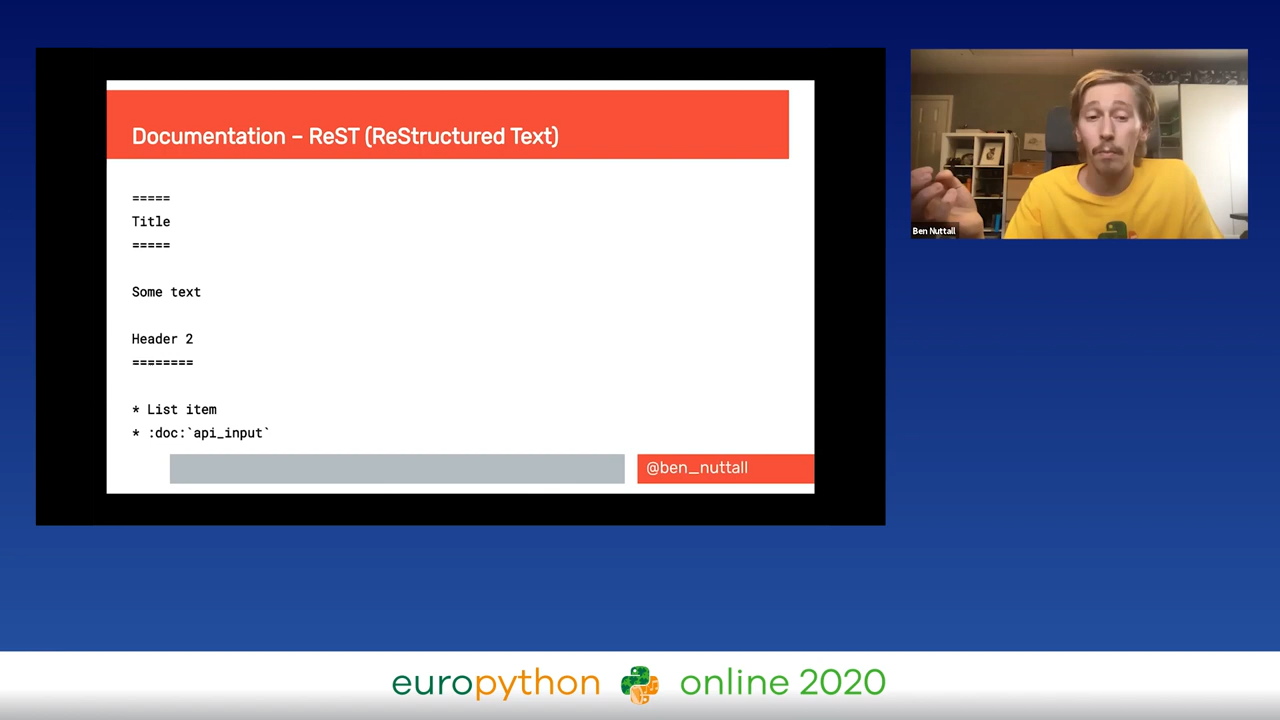 Documentation – ReST (ReStructured Text)
=====
Title
=====
Some text
Header 2
========
* List item
* :doc:`api_input`
@ben_nuttall
Ben Nuttall
europython online 2020